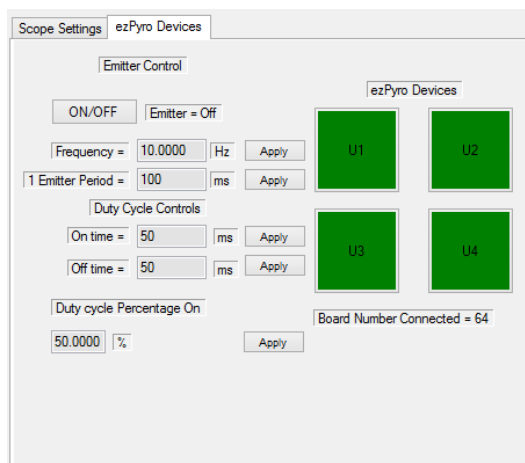 Scope Settings ezPyro Devices
Emitter Control
ON/OFF Emitter = Off
Frequency = 10.0000 Hz Apply
1 Emitter Period = 100 ms Apply
Duty Cycle Controls
On time = 50 ms Apply
Off time = 50 ms Apply
Duty cycle Percentage On
50.0000 % Apply
ezPyro Devices
U1 U2
U3 U4
Board Number Connected = 64